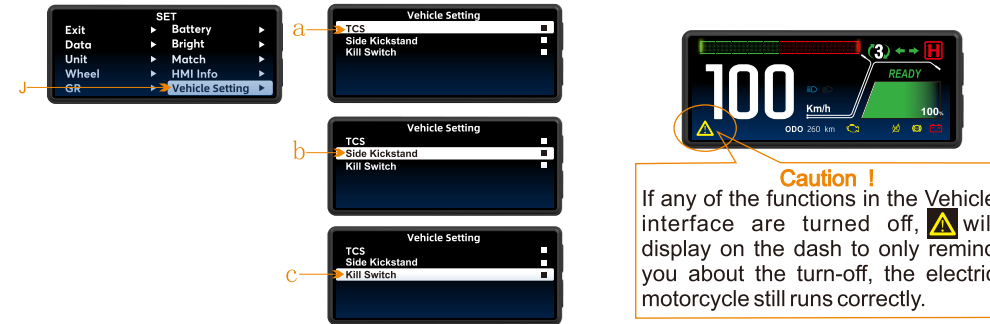 SET
Exit
Battery
Data
Bright
Unit
Match
Wheel
HMI Info
GR
Vehicle Setting
J
a
Vehicle Setting
TCS
Side Kickstand
Kill Switch
b
Vehicle Setting
TCS
Side Kickstand
Kill Switch
c
Vehicle Setting
TCS
Side Kickstand
Kill Switch
3
H
READY
100
Km/h
100%
ODO 260 km
Caution !
If any of the functions in the Vehicle
interface are turned off, wil
display on the dash to only remind
you about the turn-off, the electric
motorcycle still runs correctly.